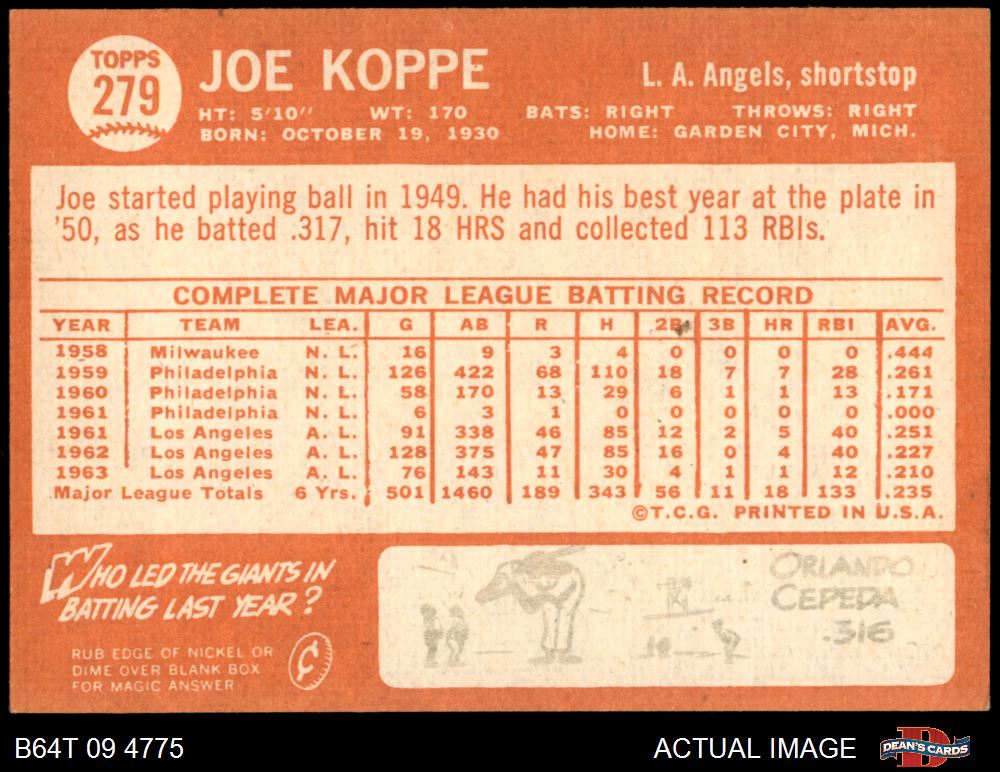 TOPPS
279
JOE KOPPE
L. A. Angels, shortstop
HT: 5'10" WT: 170 BATS: RIGHT THROWS: RIGHT
BORN: OCTOBER 19, 1930 HOME: GARDEN CITY, MICH.
Joe started playing ball in 1949. He had his best year at the plate in
'50, as he batted .317, hit 18 HRS and collected 113 RBIs.
COMPLETE MAJOR LEAGUE BATTING RECORD
YEAR TEAM LEA. G AB R H 2B 3B HR RBI AVG.
1958 Milwaukee N. L. 16 9 3 4 0 0 0 0 .444
1959 Philadelphia N. L. 126 422 68 110 18 7 7 28 .261
1960 Philadelphia N. L. 58 170 13 29 6 1 1 13 .171
1961 Philadelphia N. L. 6 3 1 0 0 0 0 0 .000
1961 Los Angeles A. L. 91 338 46 85 12 2 5 40 .251
1962 Los Angeles A. L. 128 375 47 85 16 0 4 40 .227
1963 Los Angeles A. L. 76 143 11 30 4 1 1 12 .210
Major League Totals 6 Yrs. 501 1460 189 343 56 11 18 133 .235
©T.C.G. PRINTED IN U.S.A.
WHO LED THE GIANTS IN
BATTING LAST YEAR?
RUB EDGE OF NICKEL OR
DIME OVER BLANK BOX
FOR MAGIC ANSWER
¢
ORLANDO
CEPEDA
.316
B64T 09 4775
ACTUAL IMAGE
D
DEAN'S CARDS